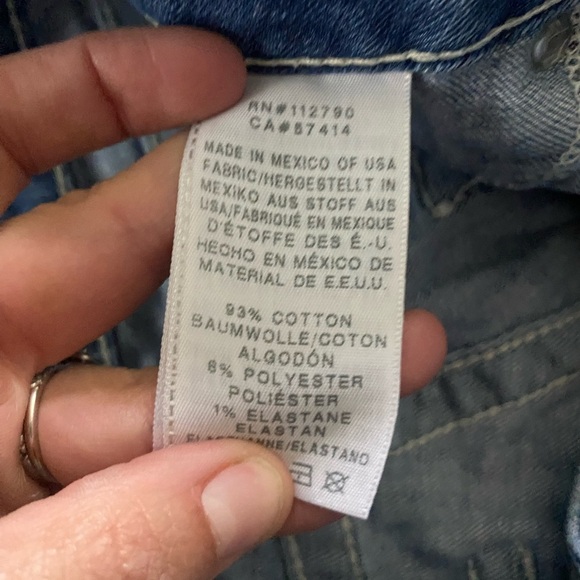 RN#112790
CA#57414
MADE IN MEXICO OF USA
FABRIC/HERGESTELLT IN
MEXIKO AUS STOFF AUS
USA/FABRIQUÉ EN MEXIQUE
D'ÉTOFFE DES É.-U.
HECHO EN MÉXICO DE
MATERIAL DE E.E.U.U.
93% COTTON
BAUMWOLLE/COTON
ALGODÓN
6% POLYESTER
POLIÉSTER
1% ELASTANE
ELASTAN
/ELASTANO